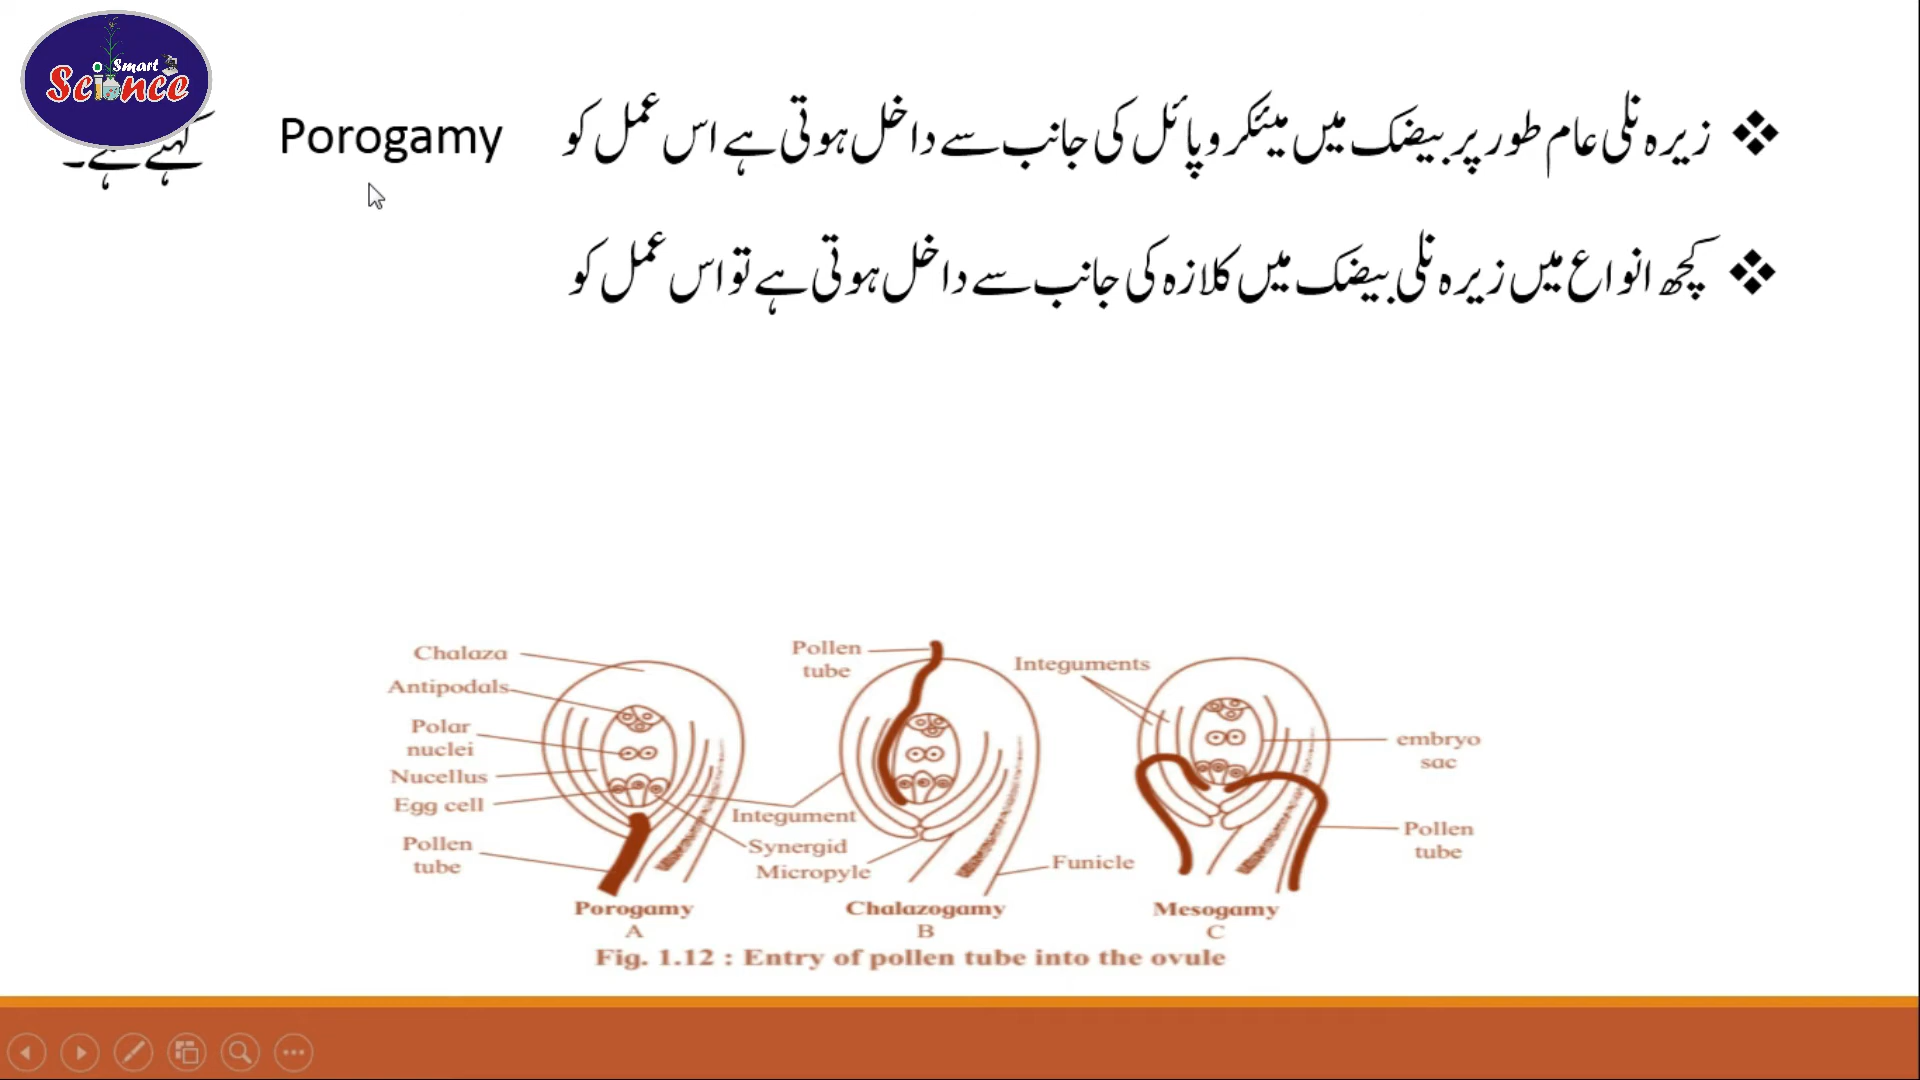 Smart
Science
زیرہ نلی عام طور پر بیضک میں میئکروپائل کی جانب سے داخل ہوتی ہے اس عمل کو Porogamy کہتے ہے۔
کچھ انواع میں زیرہ نلی بیضک میں کلازہ کی جانب سے داخل ہوتی ہے تو اس عمل کو
Chalaza
Antipodals
Polar
nuclei
Nucellus
Egg cell
Pollen
tube
Pollen
tube
Integument
Synergid
Micropyle
Integuments
Funicle
embryo
sac
Pollen
tube
Porogamy
A
Chalazogamy
B
Mesogamy
C
Fig. 1.12 : Entry of pollen tube into the ovule